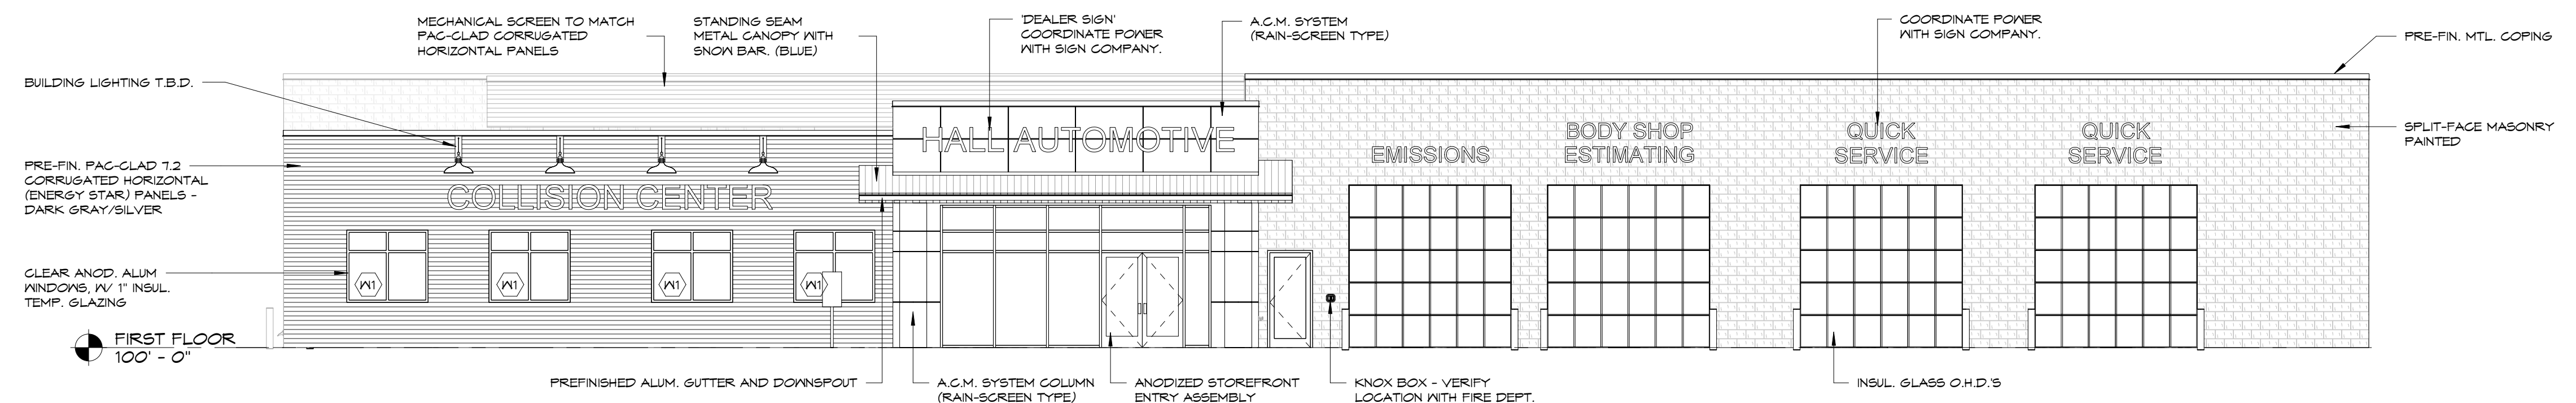 MECHANICAL SCREEN TO MATCH
PAC-CLAD CORRUGATED
HORIZONTAL PANELS
STANDING SEAM
METAL CANOPY WITH
SNOW BAR. (BLUE)
'DEALER SIGN'
COORDINATE POWER
WITH SIGN COMPANY.
A.C.M. SYSTEM
(RAIN-SCREEN TYPE)
COORDINATE POWER
WITH SIGN COMPANY.
PRE-FIN. MTL. COPING
BUILDING LIGHTING T.B.D.
SPLIT-FACE MASONRY
PAINTED
HALL AUTOMOTIVE
EMISSIONS
BODY SHOP
ESTIMATING
QUICK
SERVICE
QUICK
SERVICE
PRE-FIN. PAC-CLAD 7.2
CORRUGATED HORIZONTAL
(ENERGY STAR) PANELS -
DARK GRAY/SILVER
COLLISION CENTER
CLEAR ANOD. ALUM
WINDOWS, W/ 1" INSUL.
TEMP. GLAZING
W1
W1
W1
W1
FIRST FLOOR
100' - 0"
PREFINISHED ALUM. GUTTER AND DOWNSPOUT
A.C.M. SYSTEM COLUMN
(RAIN-SCREEN TYPE)
ANODIZED STOREFRONT
ENTRY ASSEMBLY
KNOX BOX - VERIFY
LOCATION WITH FIRE DEPT.
INSUL. GLASS O.H.D.'S